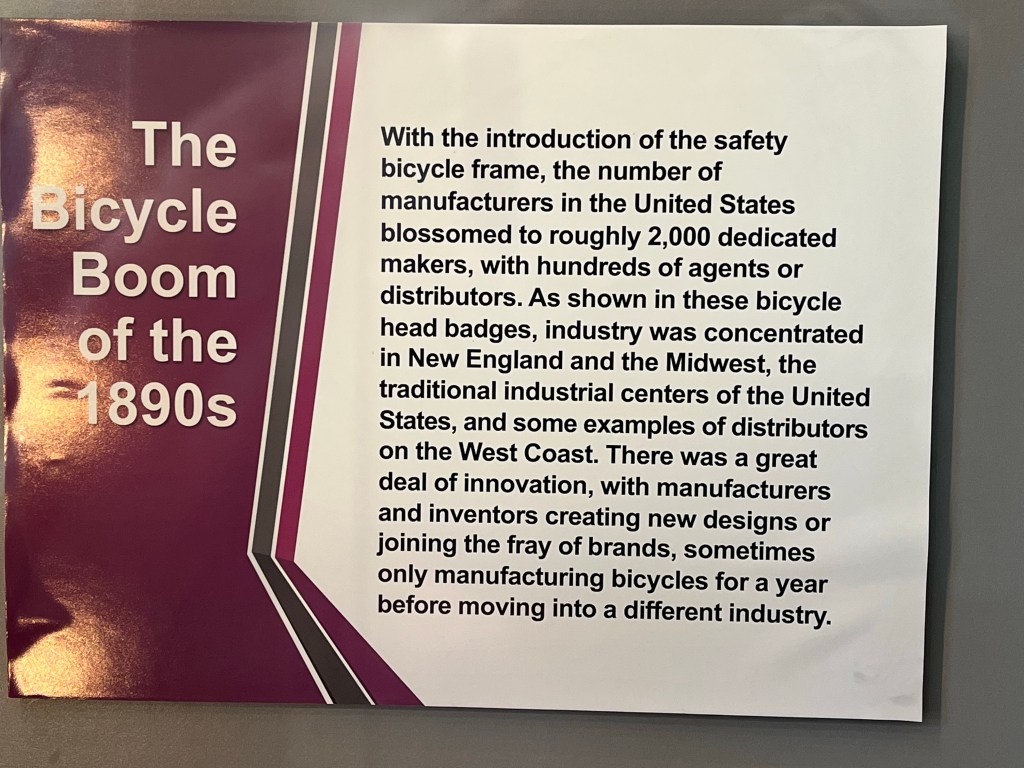 The
Bicycle
Boom
of the
1890s
With the introduction of the safety
bicycle frame, the number of
manufacturers in the United States
blossomed to roughly 2,000 dedicated
makers, with hundreds of agents or
distributors. As shown in these bicycle
head badges, industry was concentrated
in New England and the Midwest, the
traditional industrial centers of the United
States, and some examples of distributors
on the West Coast. There was a great
deal of innovation, with manufacturers
and inventors creating new designs or
joining the fray of brands, sometimes
only manufacturing bicycles for a year
before moving into a different industry.